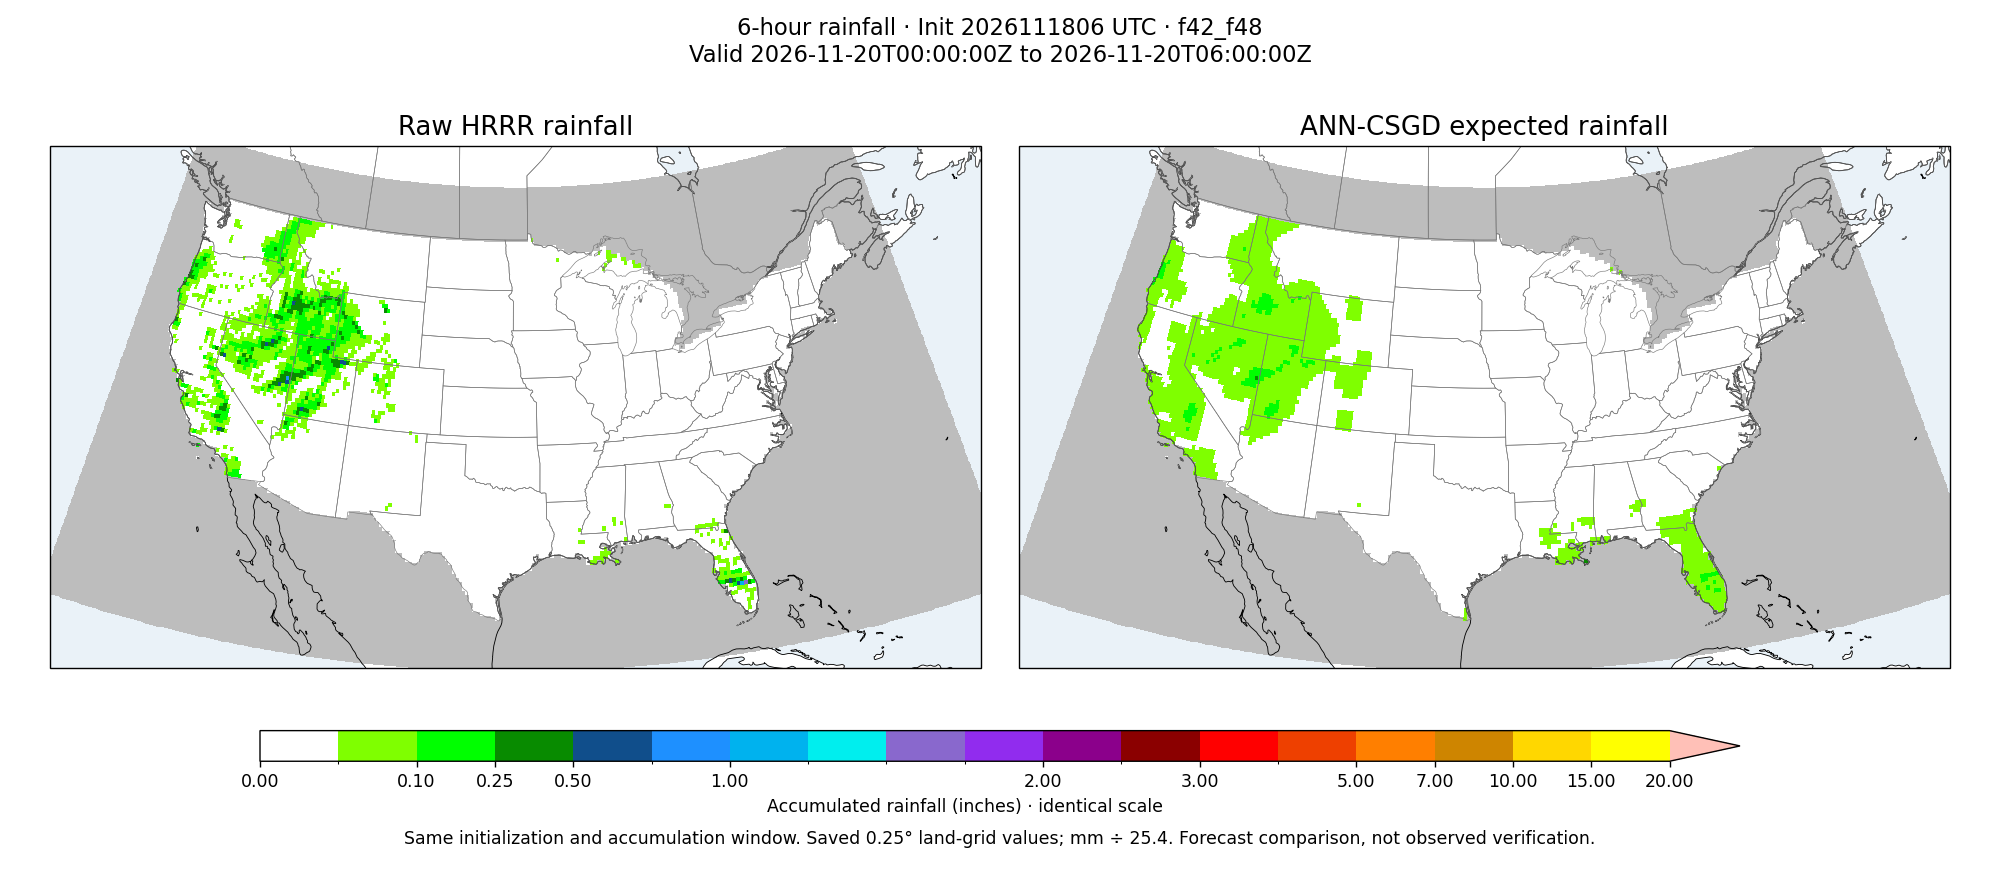 6-hour rainfall · Init 2026111806 UTC · f42_f48
Valid 2026-11-20T00:00:00Z to 2026-11-20T06:00:00Z
Raw HRRR rainfall
ANN-CSGD expected rainfall
0.00 0.10 0.25 0.50 1.00 2.00 3.00 5.00 7.00 10.00 15.00 20.00
Accumulated rainfall (inches) · identical scale
Same initialization and accumulation window. Saved 0.25° land-grid values; mm ÷ 25.4. Forecast comparison, not observed verification.